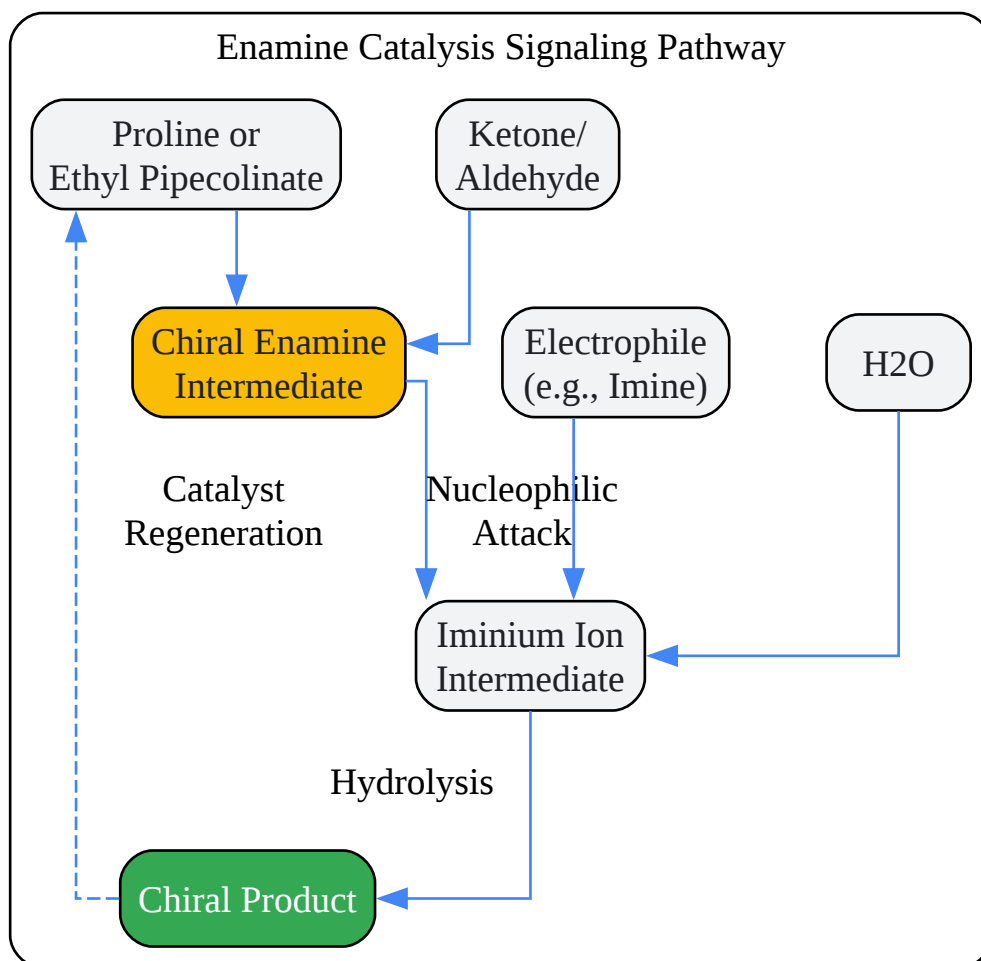 Enamine Catalysis Signaling Pathway
Proline or
Ethyl Pipecolinate
Ketone/
Aldehyde
Chiral Enamine
Intermediate
Electrophile
(e.g., Imine)
H2O
Catalyst
Regeneration
Nucleophilic
Attack
Iminium Ion
Intermediate
Hydrolysis
Chiral Product